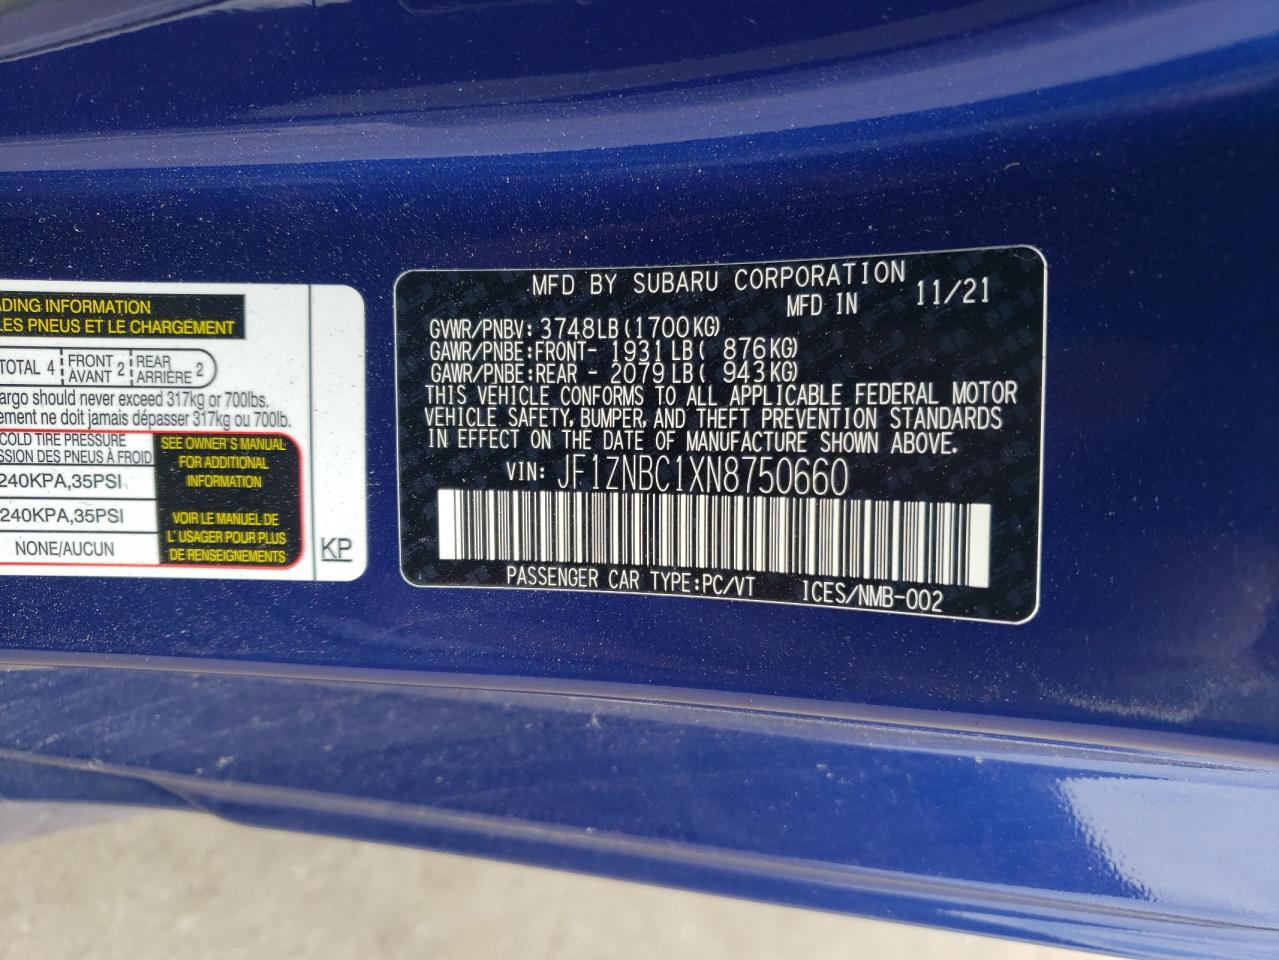 ADING INFORMATION
LES PNEUS ET LE CHARGEMENT
TOTAL 4 FRONT AVANT 2 REAR ARRIÈRE 2
argo should never exceed 317kg or 700lbs.
ement ne doit jamais dépasser 317kg ou 700lb.
COLD TIRE PRESSURE
SSION DES PNEUS À FROID
240KPA,35PSI
240KPA,35PSI
NONE/AUCUN
SEE OWNER'S MANUAL
FOR ADDITIONAL
INFORMATION
VOIR LE MANUEL DE
L'USAGER POUR PLUS
DE RENSEIGNEMENTS
KP
MFD BY SUBARU CORPORATION
MFD IN 11/21
GVWR/PNBV: 3748LB(1700KG)
GAWR/PNBE:FRONT- 1931LB( 876KG)
GAWR/PNBE:REAR - 2079LB( 943KG)
THIS VEHICLE CONFORMS TO ALL APPLICABLE FEDERAL MOTOR
VEHICLE SAFETY, BUMPER, AND THEFT PREVENTION STANDARDS
IN EFFECT ON THE DATE OF MANUFACTURE SHOWN ABOVE.
VIN: JF1ZNBC1XN8750660
PASSENGER CAR TYPE:PC/VT ICES/NMB-002